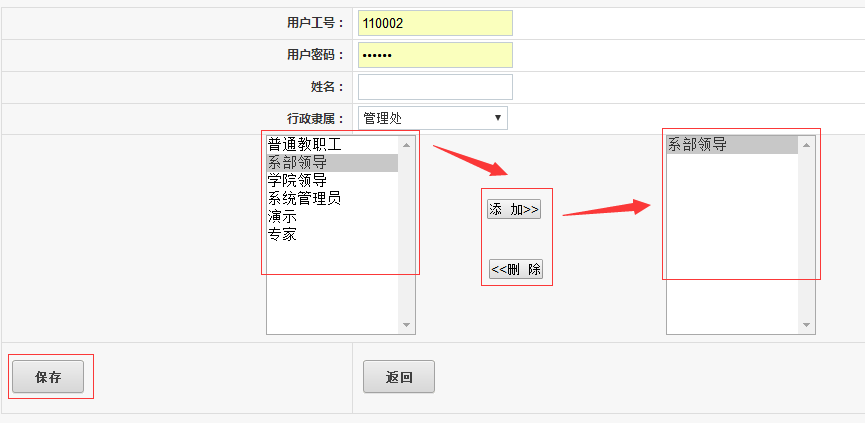 用户工号： 110002
用户密码： ••••••
姓名：
行政隶属： 管理处
普通教职工
系部领导
学院领导
系统管理员
演示
专家
添 加>>
<<删 除
系部领导
保存
返回